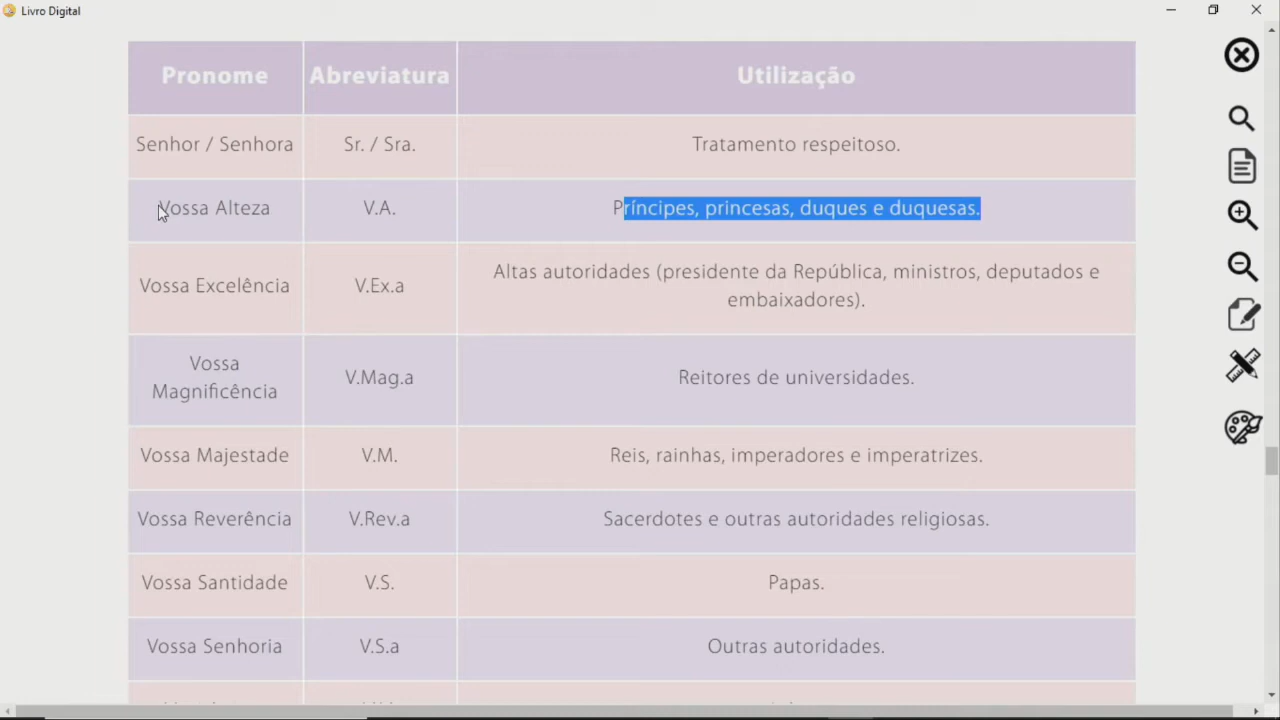 Livro Digital
Pronome Abreviatura Utilização
Senhor / Senhora Sr. / Sra. Tratamento respeitoso.
Vossa Alteza V.A. Príncipes, princesas, duques e duquesas.
Vossa Excelência V.Ex.a Altas autoridades (presidente da República, ministros, deputados e
embaixadores).
Vossa
Magnificência V.Mag.a Reitores de universidades.
Vossa Majestade V.M. Reis, rainhas, imperadores e imperatrizes.
Vossa Reverência V.Rev.a Sacerdotes e outras autoridades religiosas.
Vossa Santidade V.S. Papas.
Vossa Senhoria V.S.a Outras autoridades.